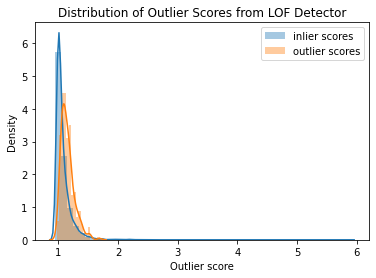 Distribution of Outlier Scores from LOF Detector
inlier scores
outlier scores
6
5
4
3
2
1
0
Density
1 2 3 4 5 6
Outlier score